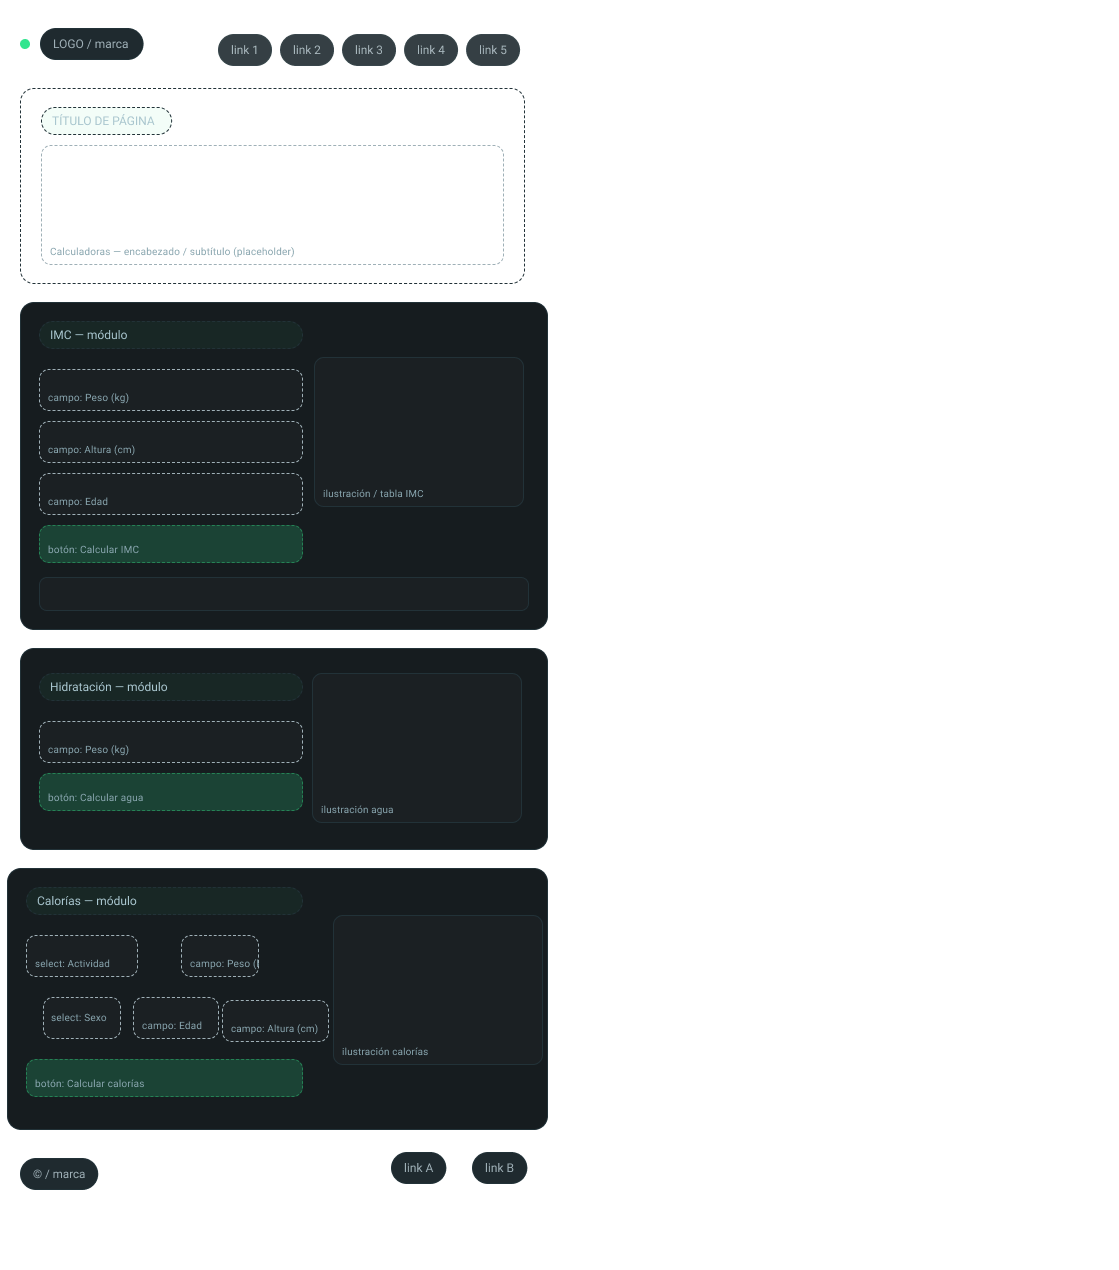 LOGO / marca
link 1
link 2
link 3
link 4
link 5
TÍTULO DE PÁGINA
Calculadoras — encabezado / subtítulo (placeholder)
IMC — módulo
campo: Peso (kg)
campo: Altura (cm)
campo: Edad
ilustración / tabla IMC
botón: Calcular IMC
Hidratación — módulo
campo: Peso (kg)
botón: Calcular agua
ilustración agua
Calorías — módulo
select: Actividad
campo: Peso (
select: Sexo
campo: Edad
campo: Altura (cm)
ilustración calorías
botón: Calcular calorías
© / marca
link A
link B